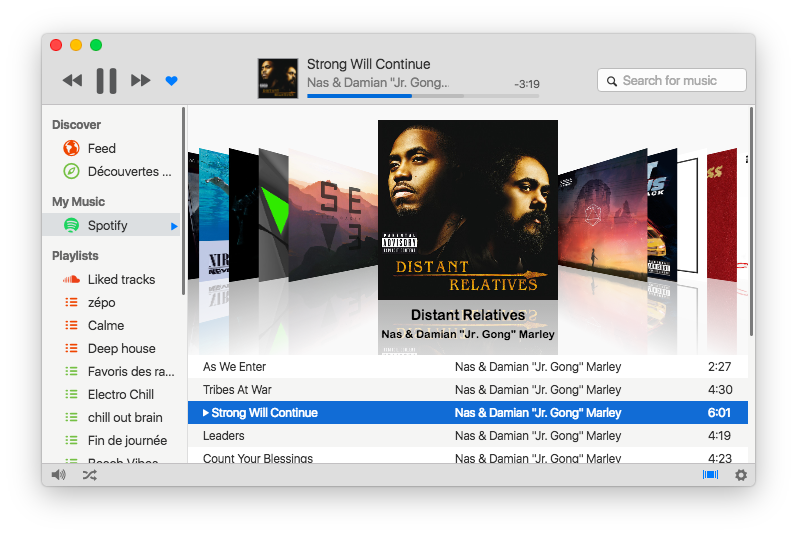 Strong Will Continue
Nas & Damian "Jr. Gong...
-3:19
Search for music
Discover
Feed
Découvertes ...
My Music
Spotify
Playlists
Liked tracks
zépo
Calme
Deep house
Favoris des ra...
Electro Chill
chill out brain
Fin de journée
Beach Vibes
SE
V3
PARENTAL
ADVISORY
EXPLICIT CONTENT
DISTANT
RELATIVES
Distant Relatives
Nas & Damian "Jr. Gong" Marley
As We Enter Nas & Damian "Jr. Gong" Marley 2:27
Tribes At War Nas & Damian "Jr. Gong" Marley 4:30
Strong Will Continue Nas & Damian "Jr. Gong" Marley 6:01
Leaders Nas & Damian "Jr. Gong" Marley 4:19
Count Your Blessings Nas & Damian "Jr. Gong" Marley 4:23